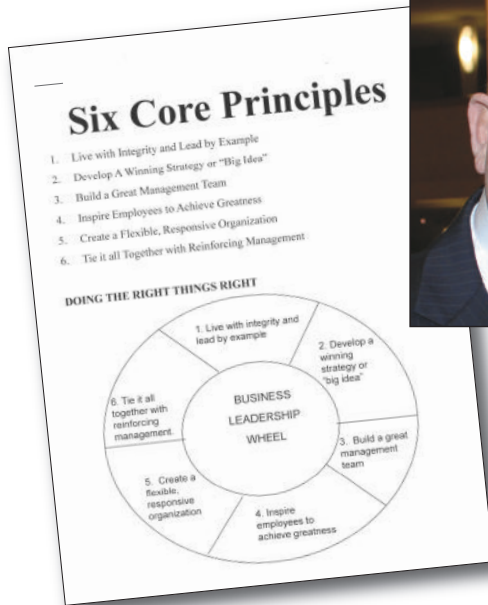 Six Core Principles
1. Live with Integrity and Lead by Example
2. Develop A Winning Strategy or "Big Idea"
3. Build a Great Management Team
4. Inspire Employees to Achieve Greatness
5. Create a Flexible, Responsive Organization
6. Tie it all Together with Reinforcing Management
DOING THE RIGHT THINGS RIGHT
1. Live with integrity and
lead by example
2. Develop a
winning
strategy or
"big idea"
3. Build a great
management
team
4. Inspire
employees to
achieve greatness
5. Create a
flexible,
responsive
organization
6. Tie it all
together with
reinforcing
management.
BUSINESS
LEADERSHIP
WHEEL